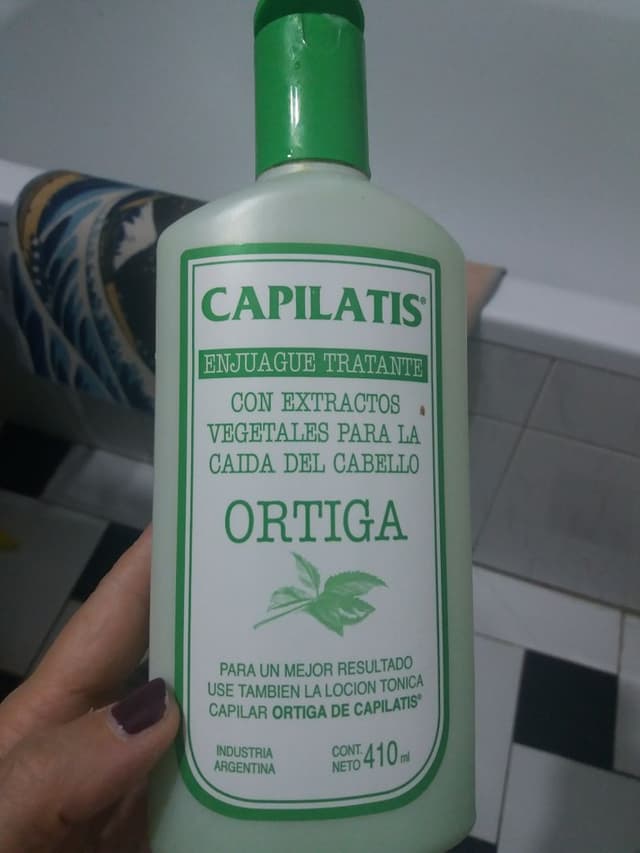 CAPILATIS®
ENJUAGUE TRATANTE
CON EXTRACTOS
VEGETALES PARA LA
CAIDA DEL CABELLO
ORTIGA
PARA UN MEJOR RESULTADO
USE TAMBIEN LA LOCION TONICA
CAPILAR ORTIGA DE CAPILATIS®
INDUSTRIA
ARGENTINA
CONT.
NETO 410 ml